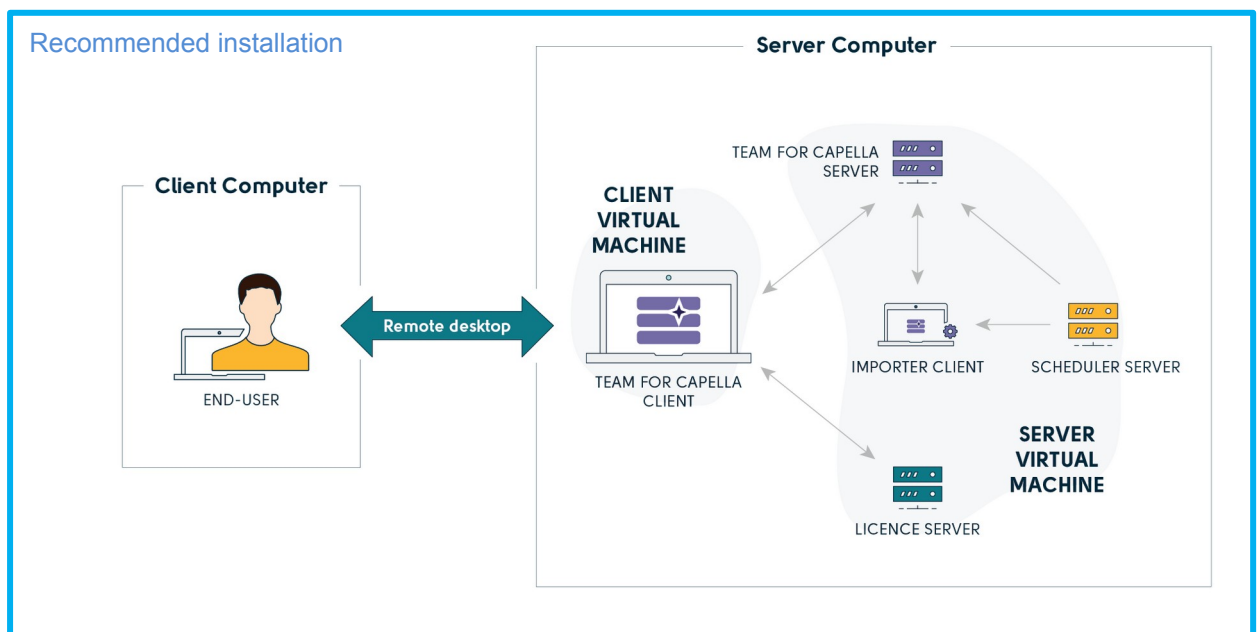 Recommended installation
Server Computer
TEAM FOR CAPELLA
SERVER
Client Computer
CLIENT
VIRTUAL
MACHINE
Remote desktop
END-USER
TEAM FOR CAPELLA
CLIENT
IMPORTER CLIENT
SCHEDULER SERVER
SERVER
VIRTUAL
MACHINE
LICENCE SERVER